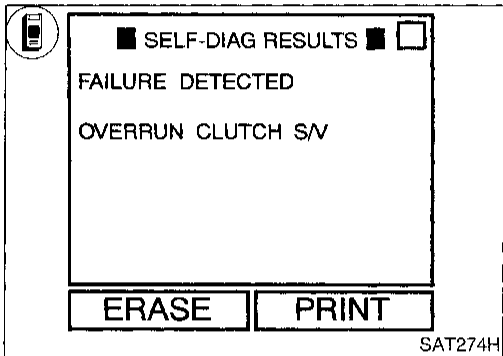 SELF-DIAG RESULTS
FAILURE DETECTED
OVERRUN CLUTCH S/V
ERASE PRINT
SAT274H